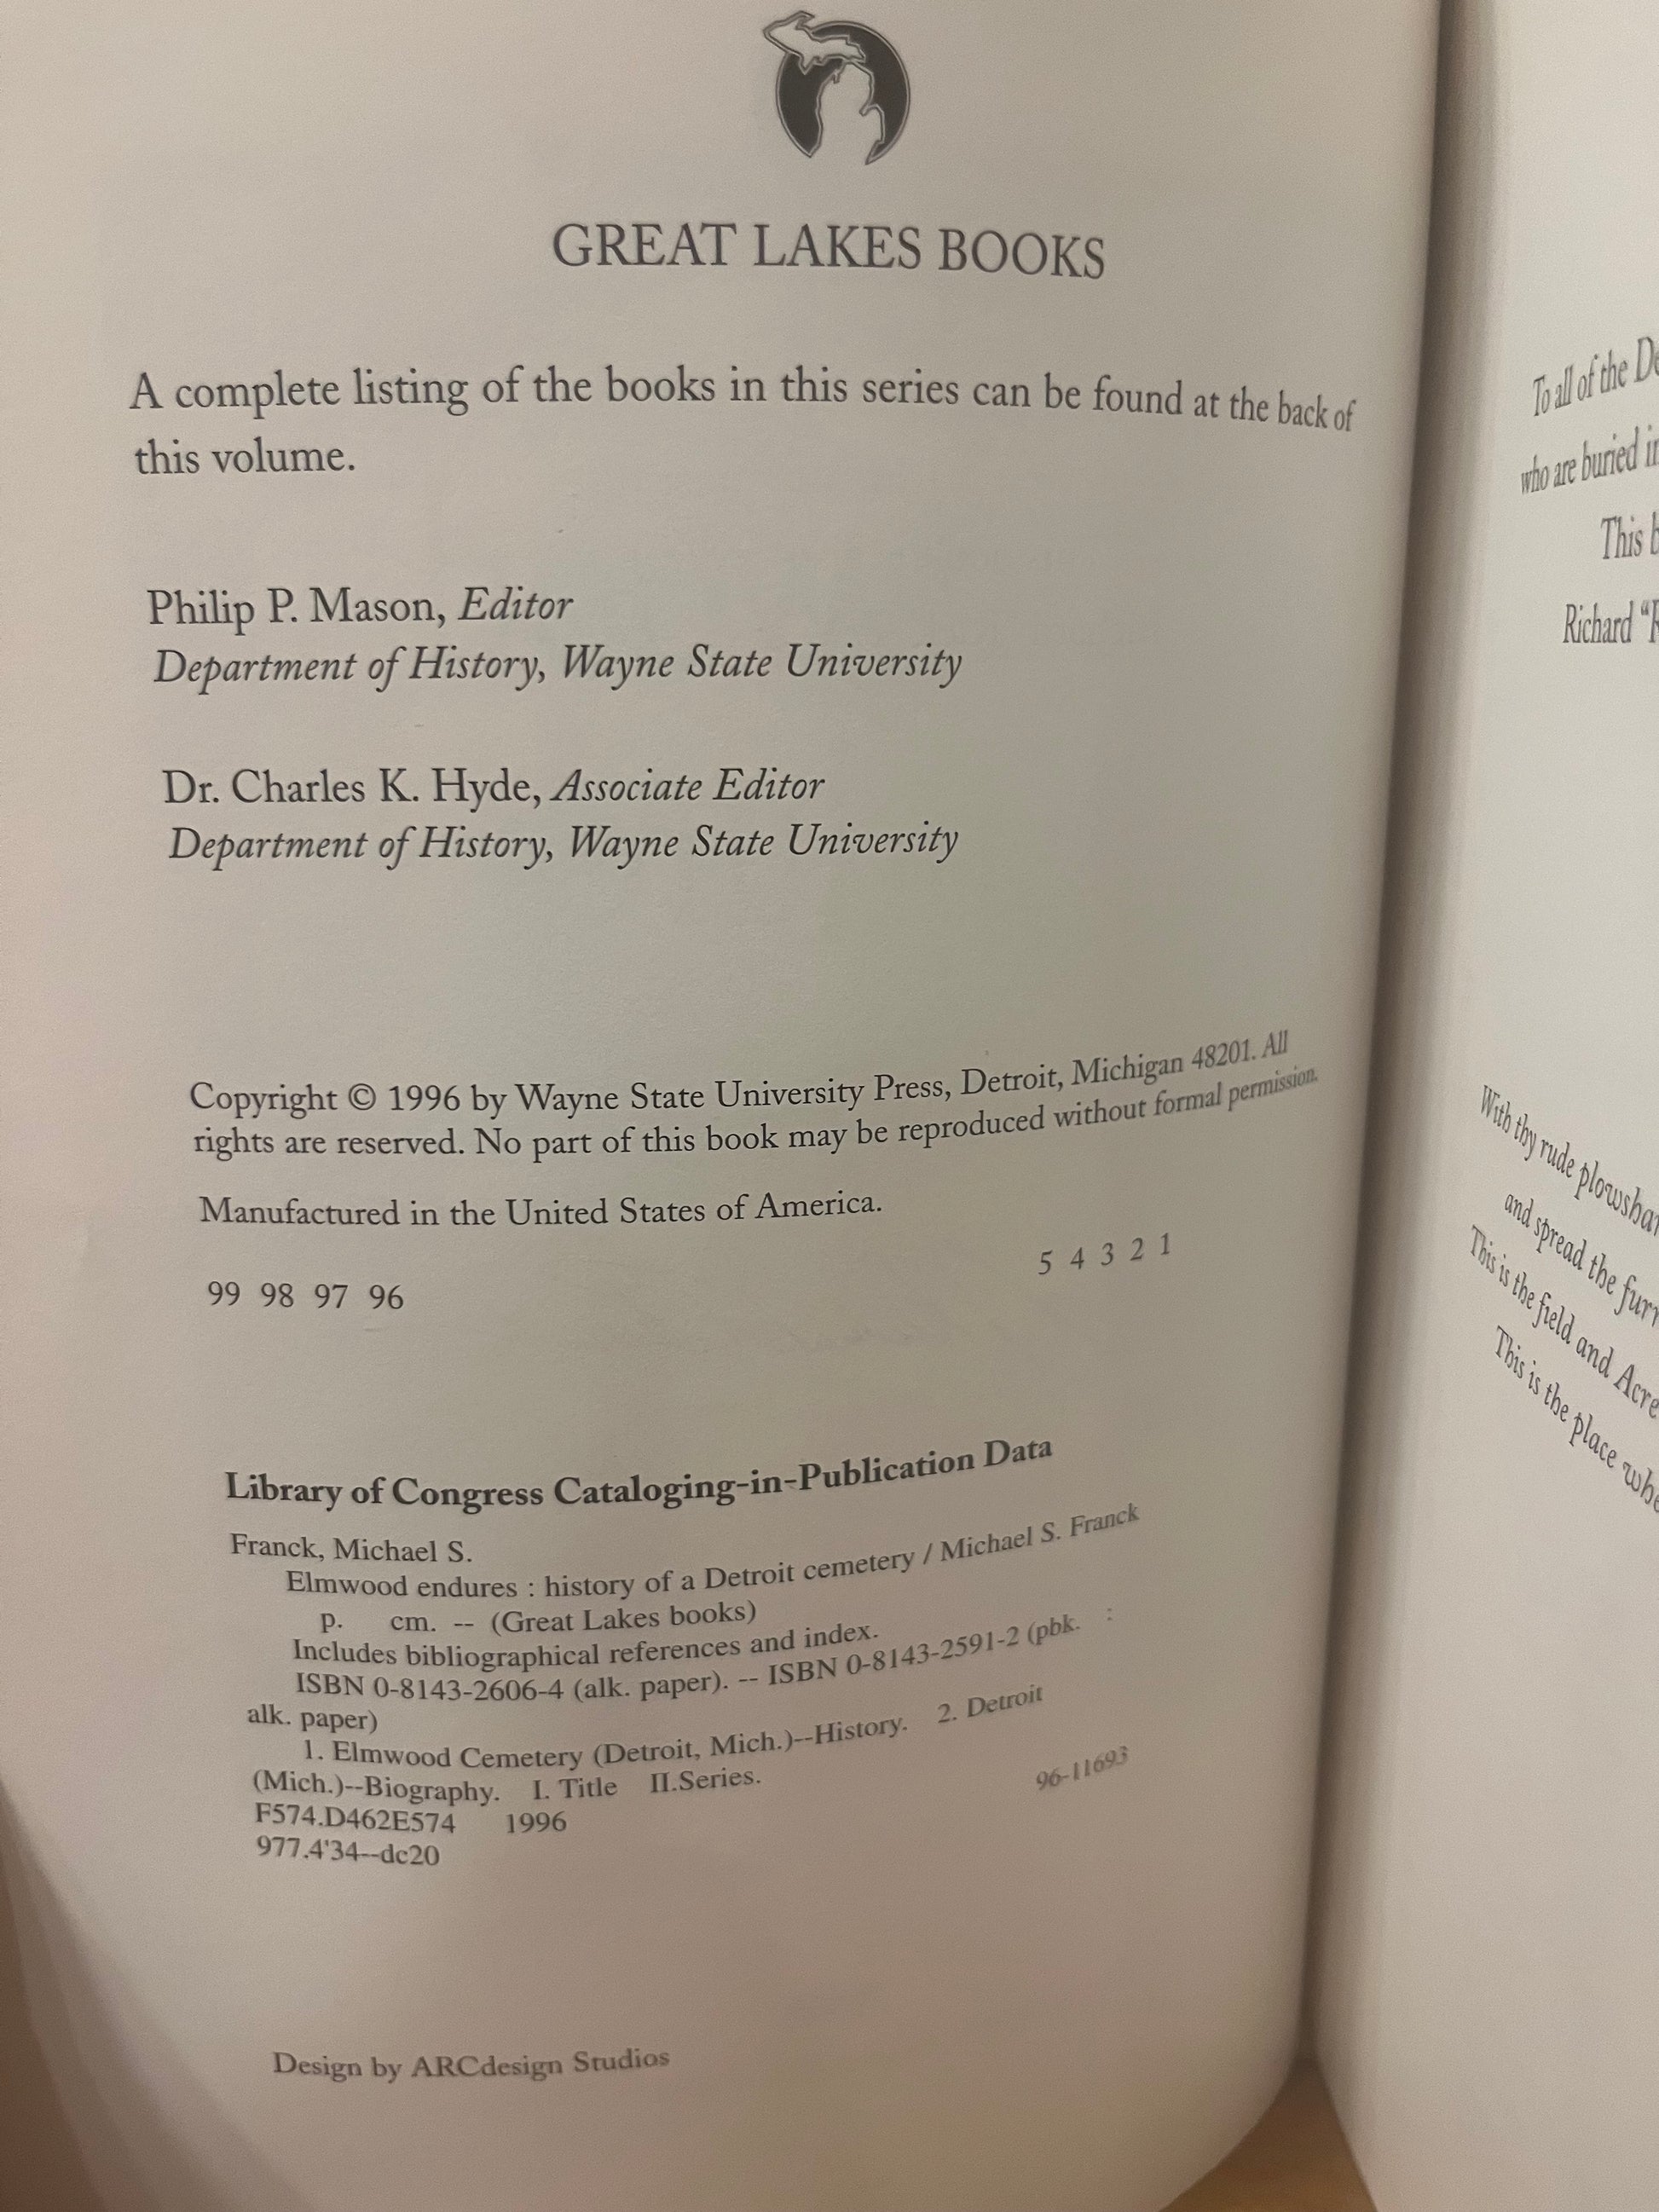 GREAT LAKES BOOKS
A complete listing of the books in this series can be found at the back of
this volume.
Philip P. Mason, Editor
Department of History, Wayne State University
Dr. Charles K. Hyde, Associate Editor
Department of History, Wayne State University
Copyright © 1996 by Wayne State University Press, Detroit, Michigan 48201. All
rights are reserved. No part of this book may be reproduced without formal permission.
Manufactured in the United States of America.
99 98 97 96 5 4 3 2 1
Library of Congress Cataloging-in-Publication Data
Franck, Michael S.
Elmwood endures : history of a Detroit cemetery / Michael S. Franck
p. cm. -- (Great Lakes books)
Includes bibliographical references and index.
ISBN 0-8143-2606-4 (alk. paper). -- ISBN 0-8143-2591-2 (pbk. :
alk. paper)
1. Elmwood Cemetery (Detroit, Mich.)--History. 2. Detroit
(Mich.)--Biography. I. Title II.Series.
F574.D462E574 1996
977.4'34--dc20 96-11693
Design by ARCdesign Studios
To all of the
who are buried
This
Richard
With thy rude
and spread the
This is the field and
This is the place